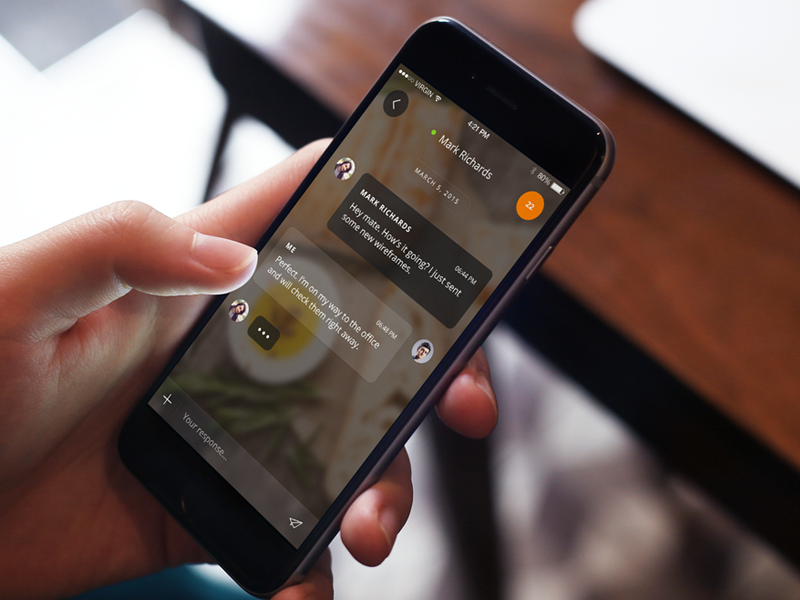 VIRGIN
4:21 PM
80%
Mark Richards
22
MARCH 5, 2015
MARK RICHARDS
Hey mate. How's it going? I just sent
some new wireframes.
06:44 PM
ME
Perfect. I'm on my way to the office
and will check them right away.
06:48 PM
Your response...